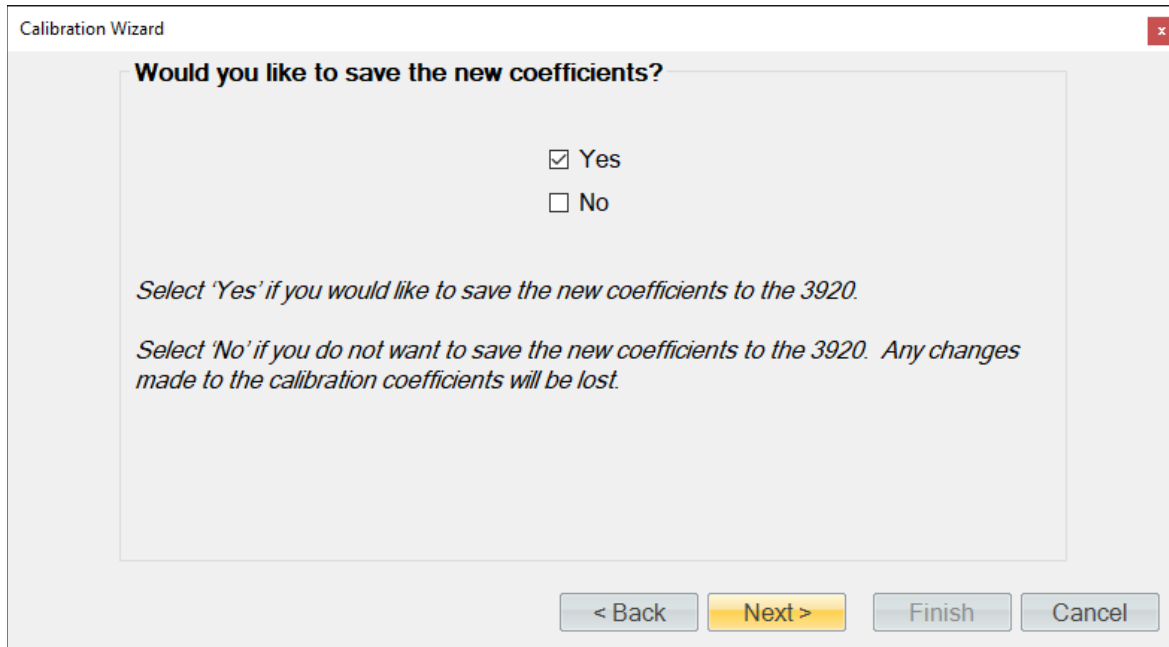 Calibration Wizard
x
Would you like to save the new coefficients?
Yes
No
Select ‘Yes’ if you would like to save the new coefficients to the 3920.
Select ‘No’ if you do not want to save the new coefficients to the 3920.  Any changes
made to the calibration coefficients will be lost.
< Back
Next >
Finish
Cancel